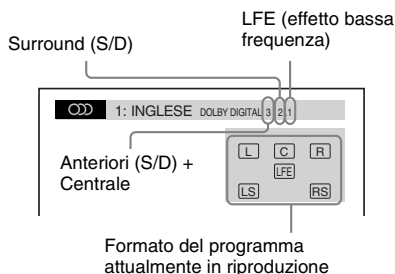 LFE (effetto bassa
frequenza)
Surround (S/D)
1: INGLESE DOLBY DIGITAL 3 2 .1
Anteriori (S/D) +
Centrale
L C R
LFE
LS RS
Formato del programma
attualmente in riproduzione